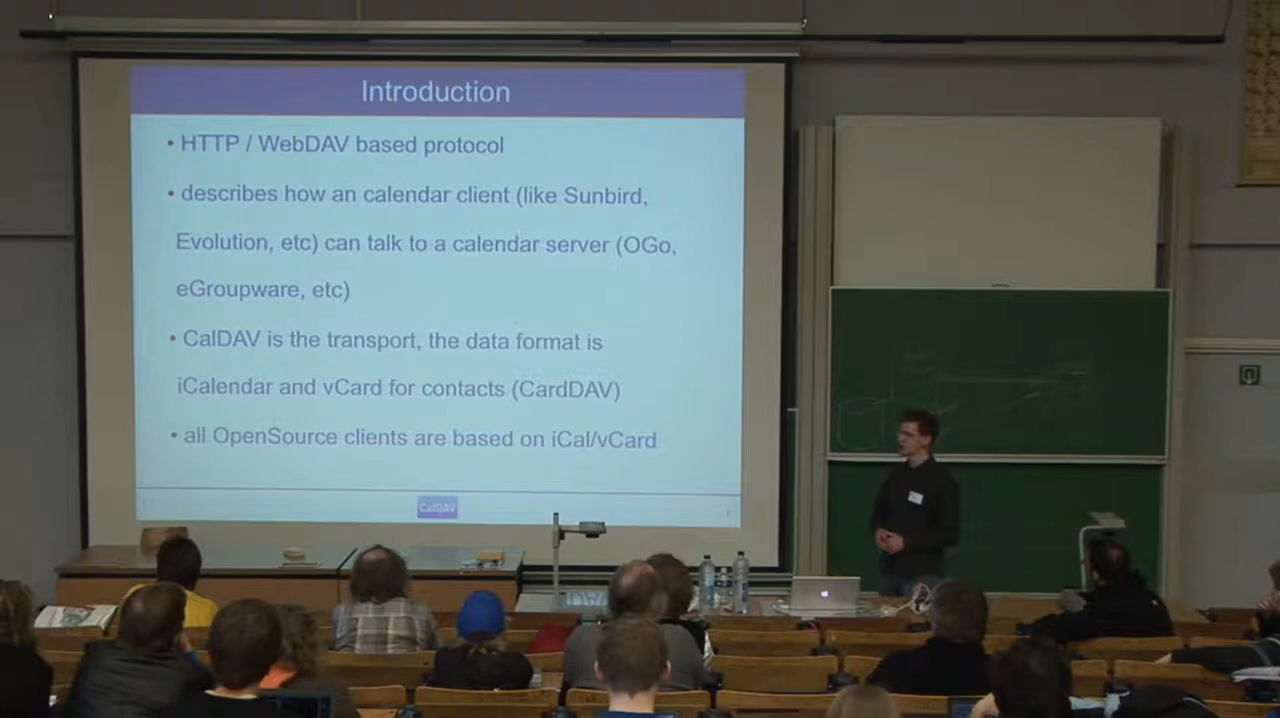 Introduction
• HTTP / WebDAV based protocol
• describes how an calendar client (like Sunbird,
Evolution, etc) can talk to a calendar server (OGo,
eGroupware, etc)
• CalDAV is the transport, the data format is
iCalendar and vCard for contacts (CardDAV)
• all OpenSource clients are based on iCal/vCard
CalDAV